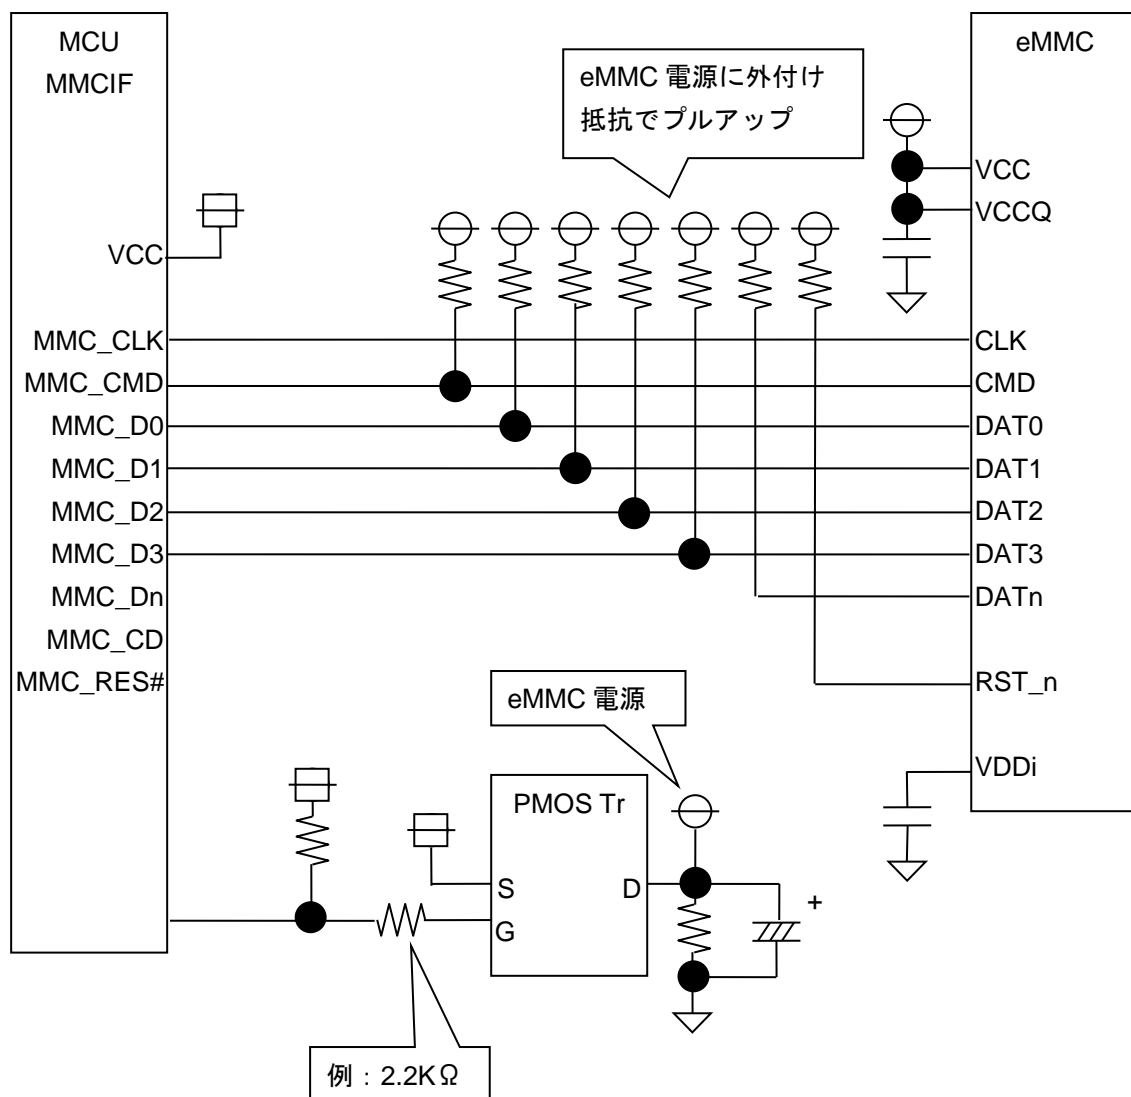 MCU
MMCIF
eMMC
eMMC 電源に外付け
抵抗でプルアップ
VCC
VCCQ
VCC
MMC_CLK
CLK
MMC_CMD
CMD
MMC_D0
DAT0
MMC_D1
DAT1
MMC_D2
DAT2
MMC_D3
DAT3
MMC_Dn
DATn
MMC_CD
MMC_RES#
RST_n
eMMC 電源
VDDi
PMOS Tr
S
D
G
+
例：2.2KΩ